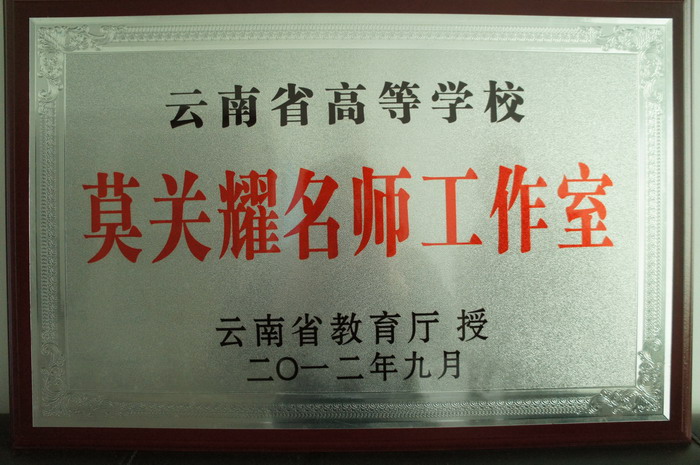 云南省高等学校
莫关耀名师工作室
云南省教育厅 授
二〇一二年九月